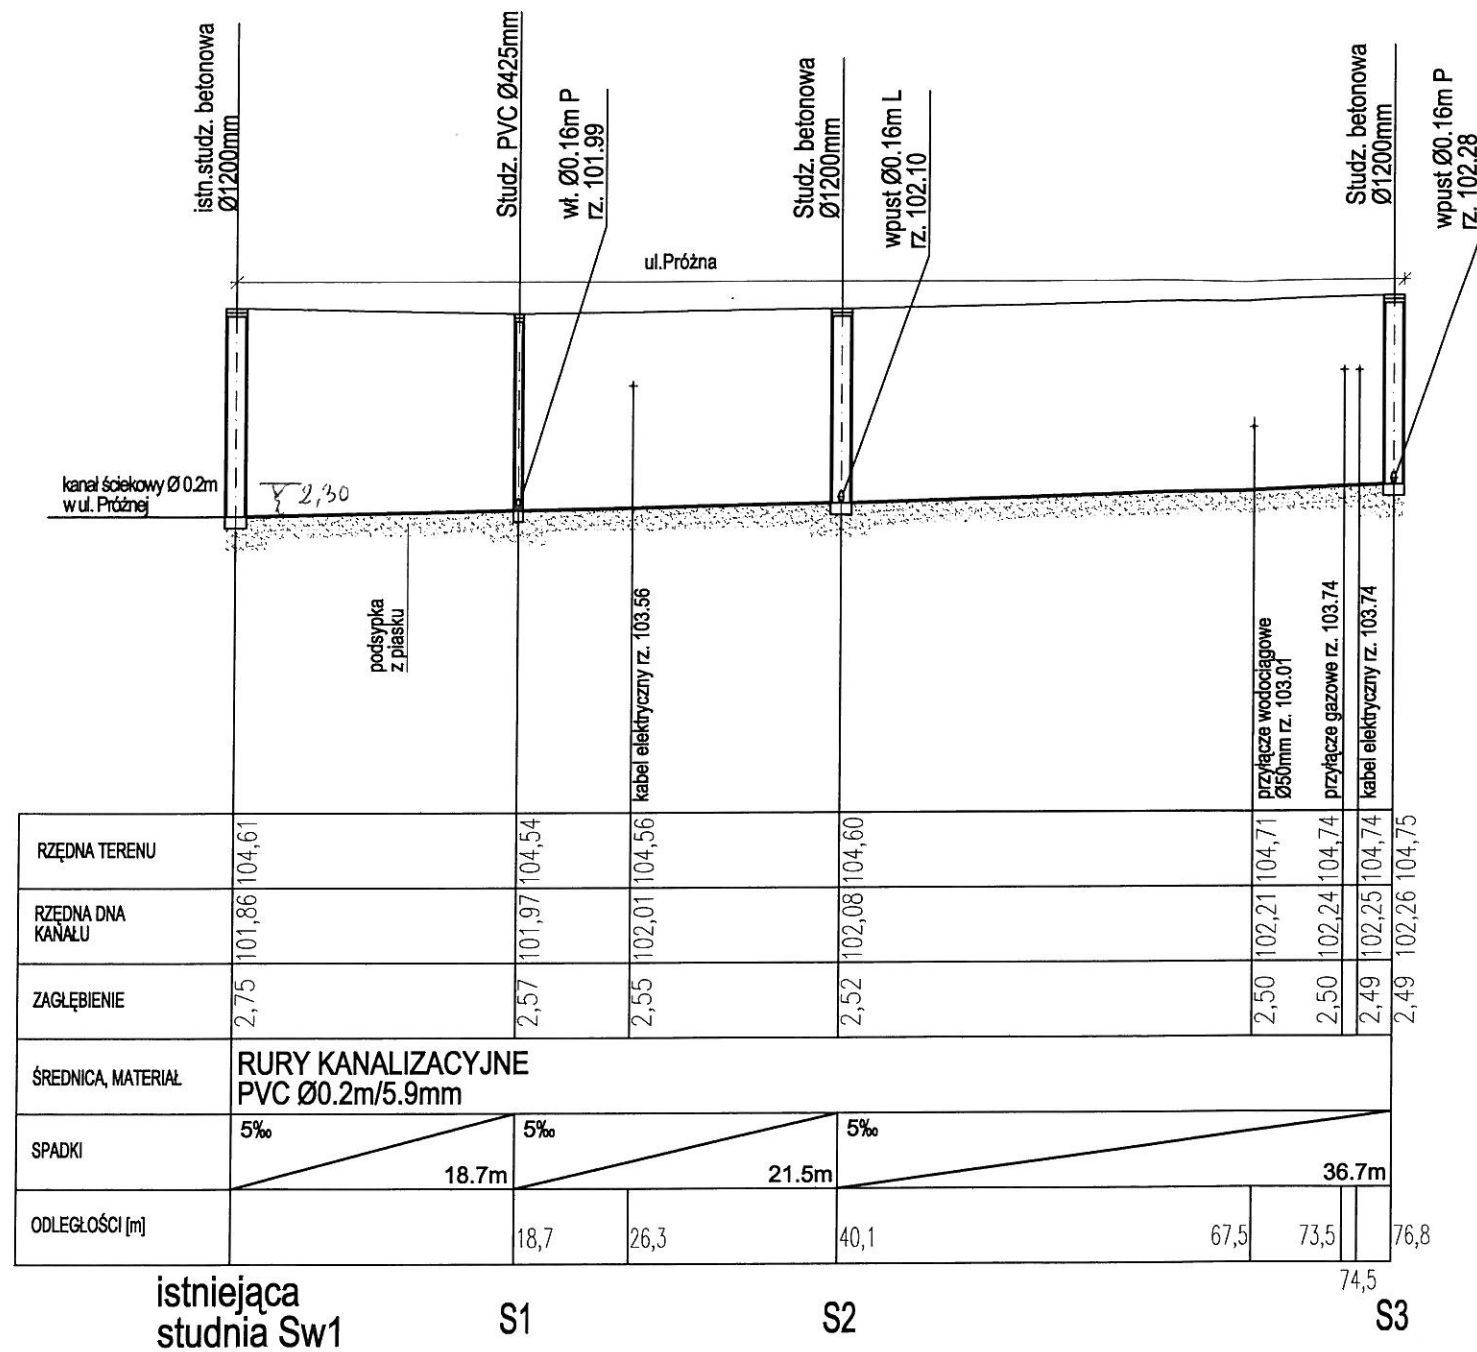 istn.studz. betonowa
Ø1200mm
Studz. PVC Ø425mm
wł. Ø0.16m P
rz. 101.99
Studz. betonowa
Ø1200mm
wpust Ø0.16m L
rz. 102.10
Studz. betonowa
Ø1200mm
wpust Ø0.16m P
rz. 102.28
ul.Próżna
kanał ściekowy Ø 0.2m
w ul. Próżnej
2,30
podsypka
z piasku
kabel elektryczny rz. 103.56
przyłącze wodociągowe
Ø50mm rz. 103.01
przyłącze gazowe rz. 103.74
kabel elektryczny rz. 103.74
RZĘDNA TERENU
104,61
104,54
104,56
104,60
104,71
104,74
104,74
104,75
RZĘDNA DNA
KANAŁU
101,86
101,97
102,01
102,08
102,21
102,24
102,25
102,26
ZAGŁĘBIENIE
2,75
2,57
2,55
2,52
2,50
2,50
2,49
2,49
ŚREDNICA, MATERIAŁ
RURY KANALIZACYJNE
PVC Ø0.2m/5.9mm
SPADKI
5‰
18.7m
5‰
21.5m
5‰
36.7m
ODLEGŁOŚCI [m]
18,7
26,3
40,1
67,5
73,5
74,5
76,8
istniejąca
studnia Sw1
S1
S2
S3